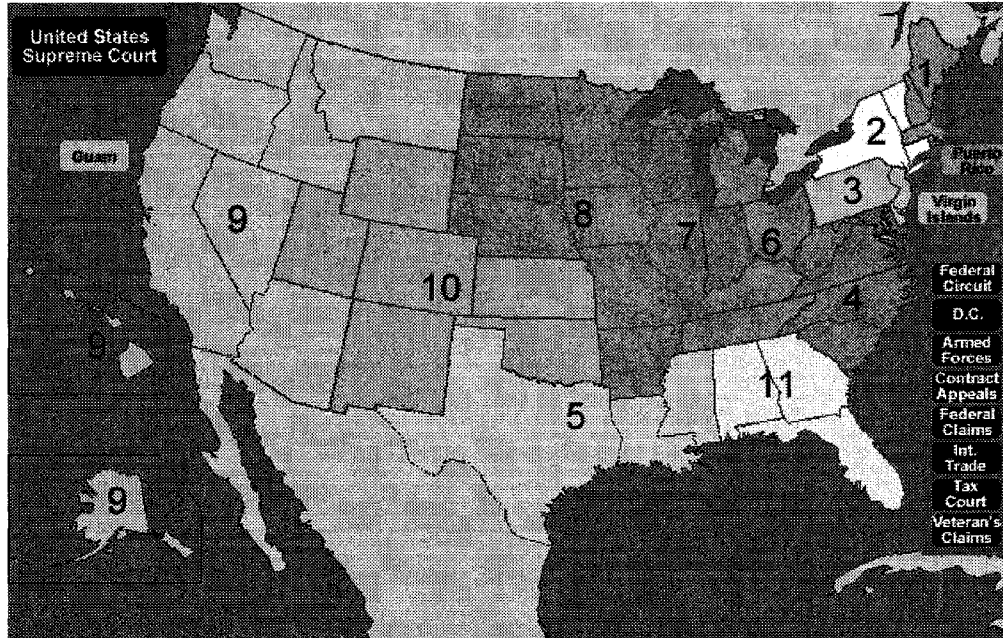 United States
Supreme Court
1
2
Guam
Puerto
Rico
3
Virgin
Islands
9
8
7
6
10
4
Federal
Circuit
D.C.
9
Armed
Forces
11
Contract
Appeals
5
Federal
Claims
Int.
Trade
9
Tax
Court
Veteran's
Claims